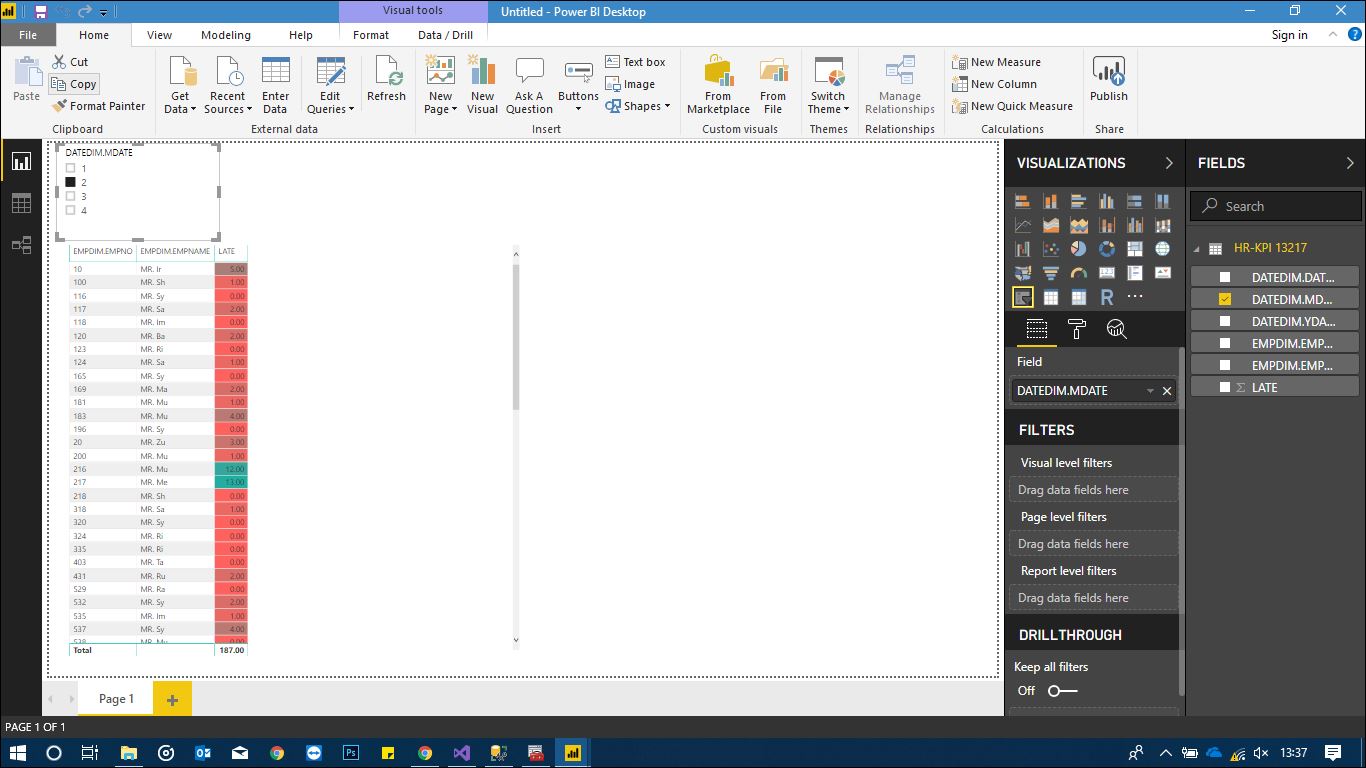 Visual tools
Untitled - Power BI Desktop
File
Home
View
Modeling
Help
Format
Data / Drill
Sign in
Paste
Cut
Copy
Format Painter
Clipboard
Get Data
Recent Sources
Enter Data
Edit Queries
Refresh
External data
New Page
New Visual
Ask A Question
Buttons
Text box
Image
Shapes
Insert
From Marketplace
From File
Custom visuals
Switch Theme
Themes
Manage Relationships
Relationships
New Measure
New Column
New Quick Measure
Calculations
Publish
Share
DATEDIM.MDATE
1
2
3
4
EMPDIM.EMPNO EMPDIM.EMPNAME LATE
10 MR. Ir 5.00
100 MR. Sh 1.00
116 MR. Sy 0.00
117 MR. Sa 2.00
118 MR. Im 0.00
120 MR. Ba 2.00
123 MR. Ri 0.00
124 MR. Sa 1.00
165 MR. Sy 0.00
169 MR. Ma 2.00
181 MR. Mu 1.00
183 MR. Mu 4.00
196 MR. Sy 0.00
20 MR. Zu 3.00
200 MR. Mu 1.00
216 MR. Mu 12.00
217 MR. Me 13.00
218 MR. Sh 0.00
318 MR. Sa 1.00
320 MR. Sy 0.00
324 MR. Ri 0.00
335 MR. Ri 0.00
403 MR. Ta 0.00
431 MR. Ru 2.00
529 MR. Ra 0.00
532 MR. Sy 2.00
535 MR. Im 1.00
537 MR. Sy 4.00
538 MR. Mu 0.00
Total 187.00
VISUALIZATIONS
R
Field
DATEDIM.MDATE
FILTERS
Visual level filters
Drag data fields here
Page level filters
Drag data fields here
Report level filters
Drag data fields here
DRILLTHROUGH
Keep all filters
Off
FIELDS
Search
HR-KPI 13217
DATEDIM.DAT...
DATEDIM.MD...
DATEDIM.YDA...
EMPDIM.EMP...
EMPDIM.EMP...
Σ LATE
Page 1
PAGE 1 OF 1
Ps
13:37